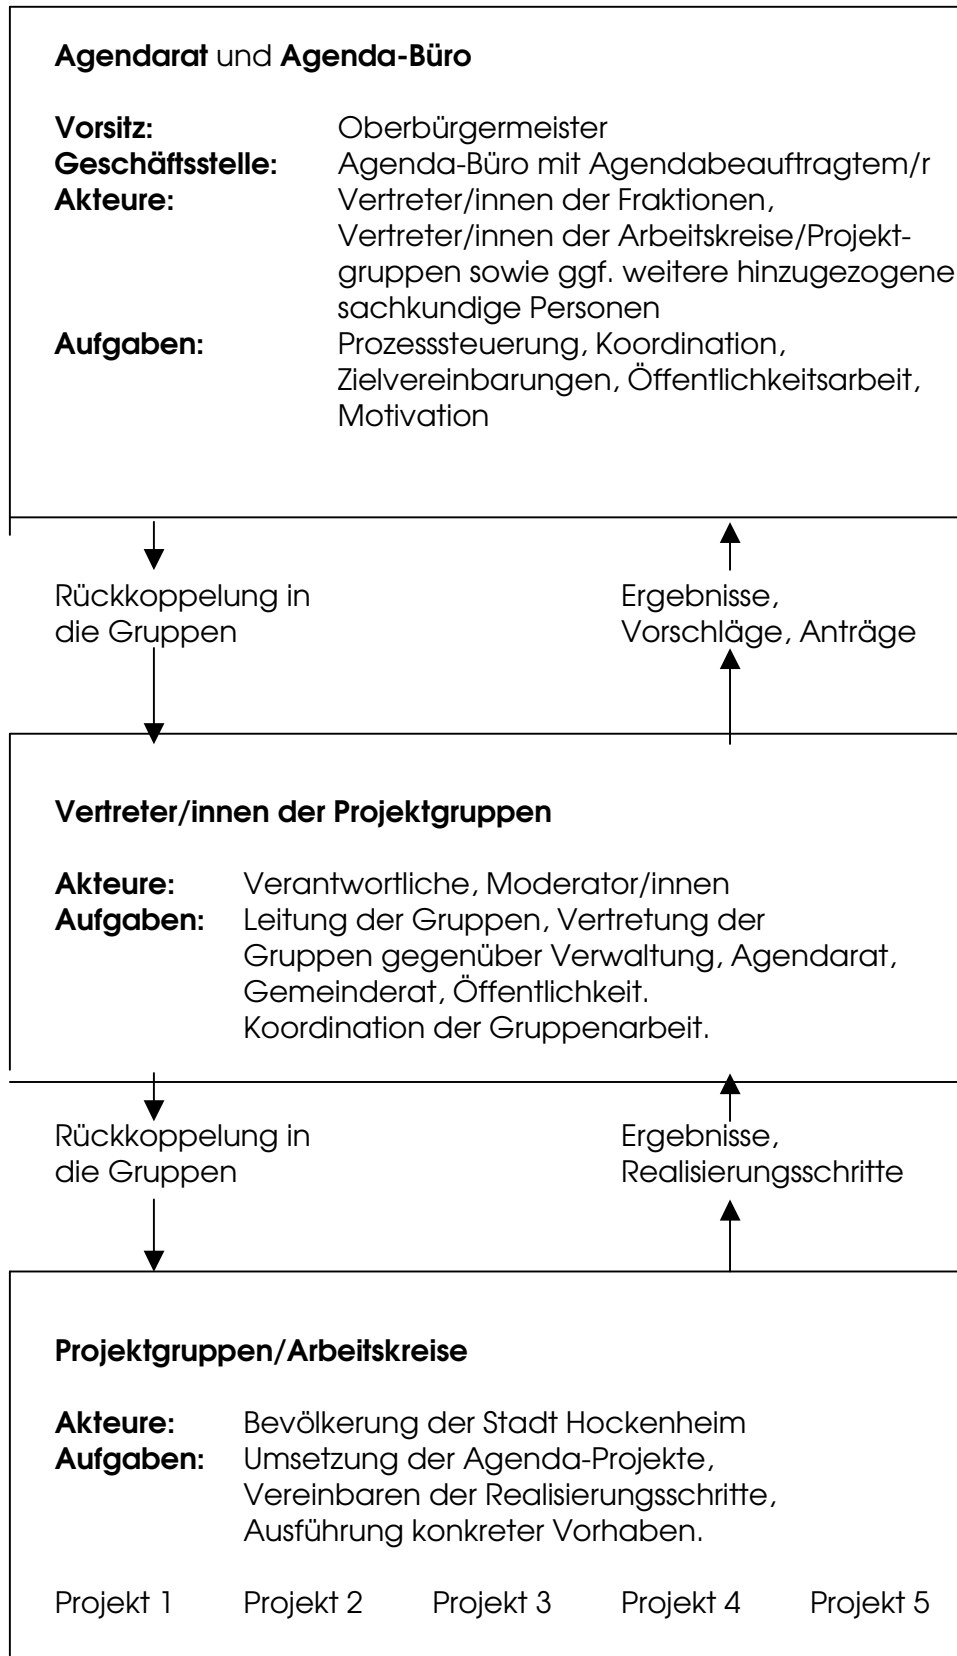 Agendarat und Agenda-Büro
Vorsitz: Oberbürgermeister
Geschäftsstelle: Agenda-Büro mit Agendabeauftragtem/r
Akteure: Vertreter/innen der Fraktionen,
Vertreter/innen der Arbeitskreise/Projekt-
gruppen sowie ggf. weitere hinzugezogene
sachkundige Personen
Aufgaben: Prozesssteuerung, Koordination,
Zielvereinbarungen, Öffentlichkeitsarbeit,
Motivation
Rückkoppelung in
die Gruppen
Ergebnisse,
Vorschläge, Anträge
Vertreter/innen der Projektgruppen
Akteure: Verantwortliche, Moderator/innen
Aufgaben: Leitung der Gruppen, Vertretung der
Gruppen gegenüber Verwaltung, Agendarat,
Gemeinderat, Öffentlichkeit.
Koordination der Gruppenarbeit.
Rückkoppelung in
die Gruppen
Ergebnisse,
Realisierungsschritte
Projektgruppen/Arbeitskreise
Akteure: Bevölkerung der Stadt Hockenheim
Aufgaben: Umsetzung der Agenda-Projekte,
Vereinbaren der Realisierungsschritte,
Ausführung konkreter Vorhaben.
Projekt 1 Projekt 2 Projekt 3 Projekt 4 Projekt 5